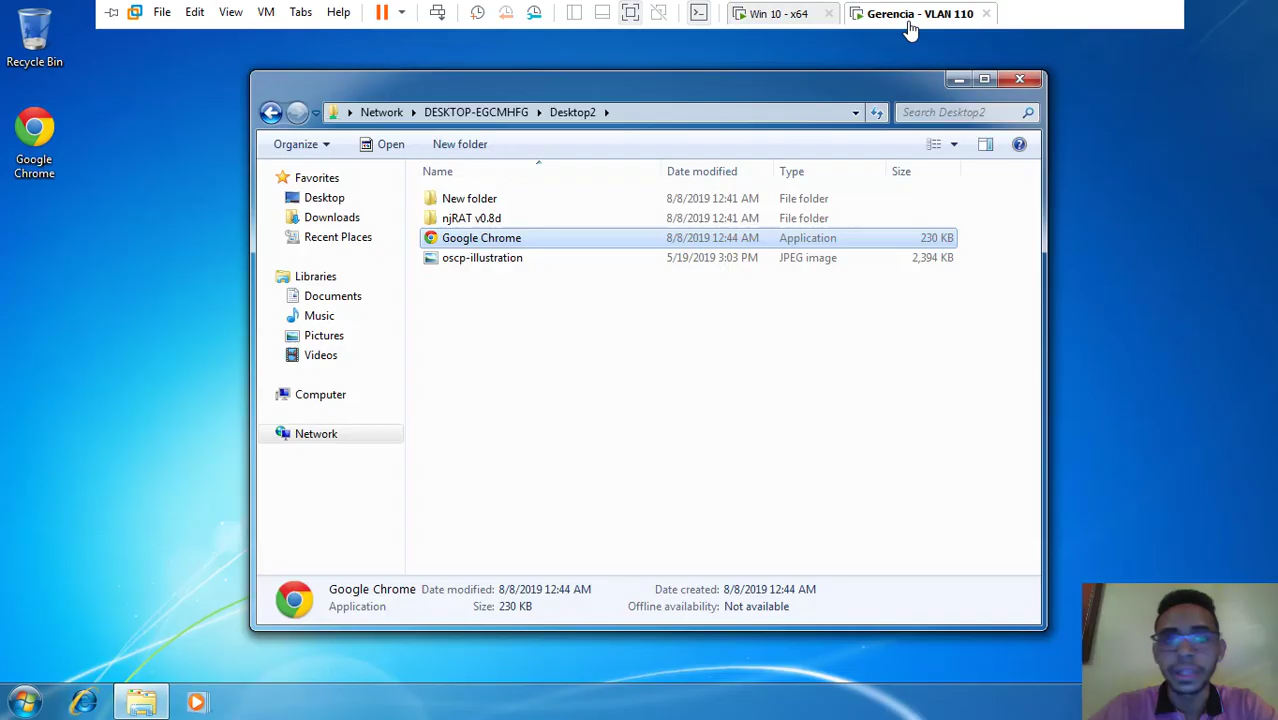 File Edit View VM Tabs Help Win 10 - x64 Gerencia - VLAN 110
Recycle Bin
Google Chrome
Network DESKTOP-EGCMHFG Desktop2 Search Desktop2
Organize Open New folder
Favorites
Desktop
Downloads
Recent Places
Libraries
Documents
Music
Pictures
Videos
Computer
Network
Name Date modified Type Size
New folder 8/8/2019 12:41 AM File folder
njRAT v0.8d 8/8/2019 12:41 AM File folder
Google Chrome 8/8/2019 12:44 AM Application 230 KB
oscp-illustration 5/19/2019 3:03 PM JPEG image 2,394 KB
Google Chrome Date modified: 8/8/2019 12:44 AM Date created: 8/8/2019 12:44 AM
Application Size: 230 KB Offline availability: Not available